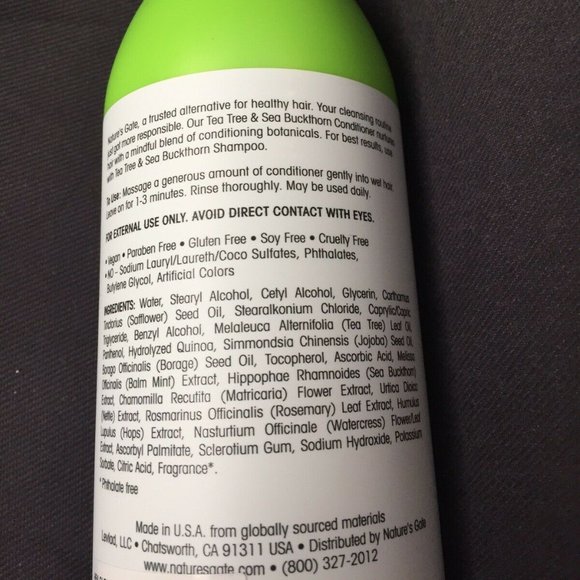 Nature's Gate, a trusted alternative for healthy hair. Your cleansing routine
just got more responsible. Our Tea Tree & Sea Buckthorn Conditioner nurtures
hair with a mindful blend of conditioning botanicals. For best results, use
with Tea Tree & Sea Buckthorn Shampoo.
To Use: Massage a generous amount of conditioner gently into wet hair.
Leave on for 1-3 minutes. Rinse thoroughly. May be used daily.
FOR EXTERNAL USE ONLY. AVOID DIRECT CONTACT WITH EYES.
• Vegan • Paraben Free • Gluten Free • Soy Free • Cruelty Free
• NO - Sodium Lauryl/Laureth/Coco Sulfates, Phthalates,
Butylene Glycol, Artificial Colors
INGREDIENTS: Water, Stearyl Alcohol, Cetyl Alcohol, Glycerin, Carthamus
Tinctorius (Safflower) Seed Oil, Stearalkonium Chloride, Caprylic/Capric
Triglyceride, Benzyl Alcohol, Melaleuca Alternifolia (Tea Tree) Leaf Oil,
Panthenol, Hydrolyzed Quinoa, Simmondsia Chinensis (Jojoba) Seed Oil,
Borago Officinalis (Borage) Seed Oil, Tocopherol, Ascorbic Acid, Melissa
Officinalis (Balm Mint) Extract, Hippophae Rhamnoides (Sea Buckthorn)
Extract, Chamomilla Recutita (Matricaria) Flower Extract, Urtica Dioica
(Nettle) Extract, Rosmarinus Officinalis (Rosemary) Leaf Extract, Humulus
Lupulus (Hops) Extract, Nasturtium Officinale (Watercress) Flower/Leaf
Extract, Ascorbyl Palmitate, Sclerotium Gum, Sodium Hydroxide, Potassium
Sorbate, Citric Acid, Fragrance*.
* Phthalate free
Made in U.S.A. from globally sourced materials
Levlad, LLC • Chatsworth, CA 91311 USA • Distributed by Nature's Gate
www.naturesgate.com • (800) 327-2012